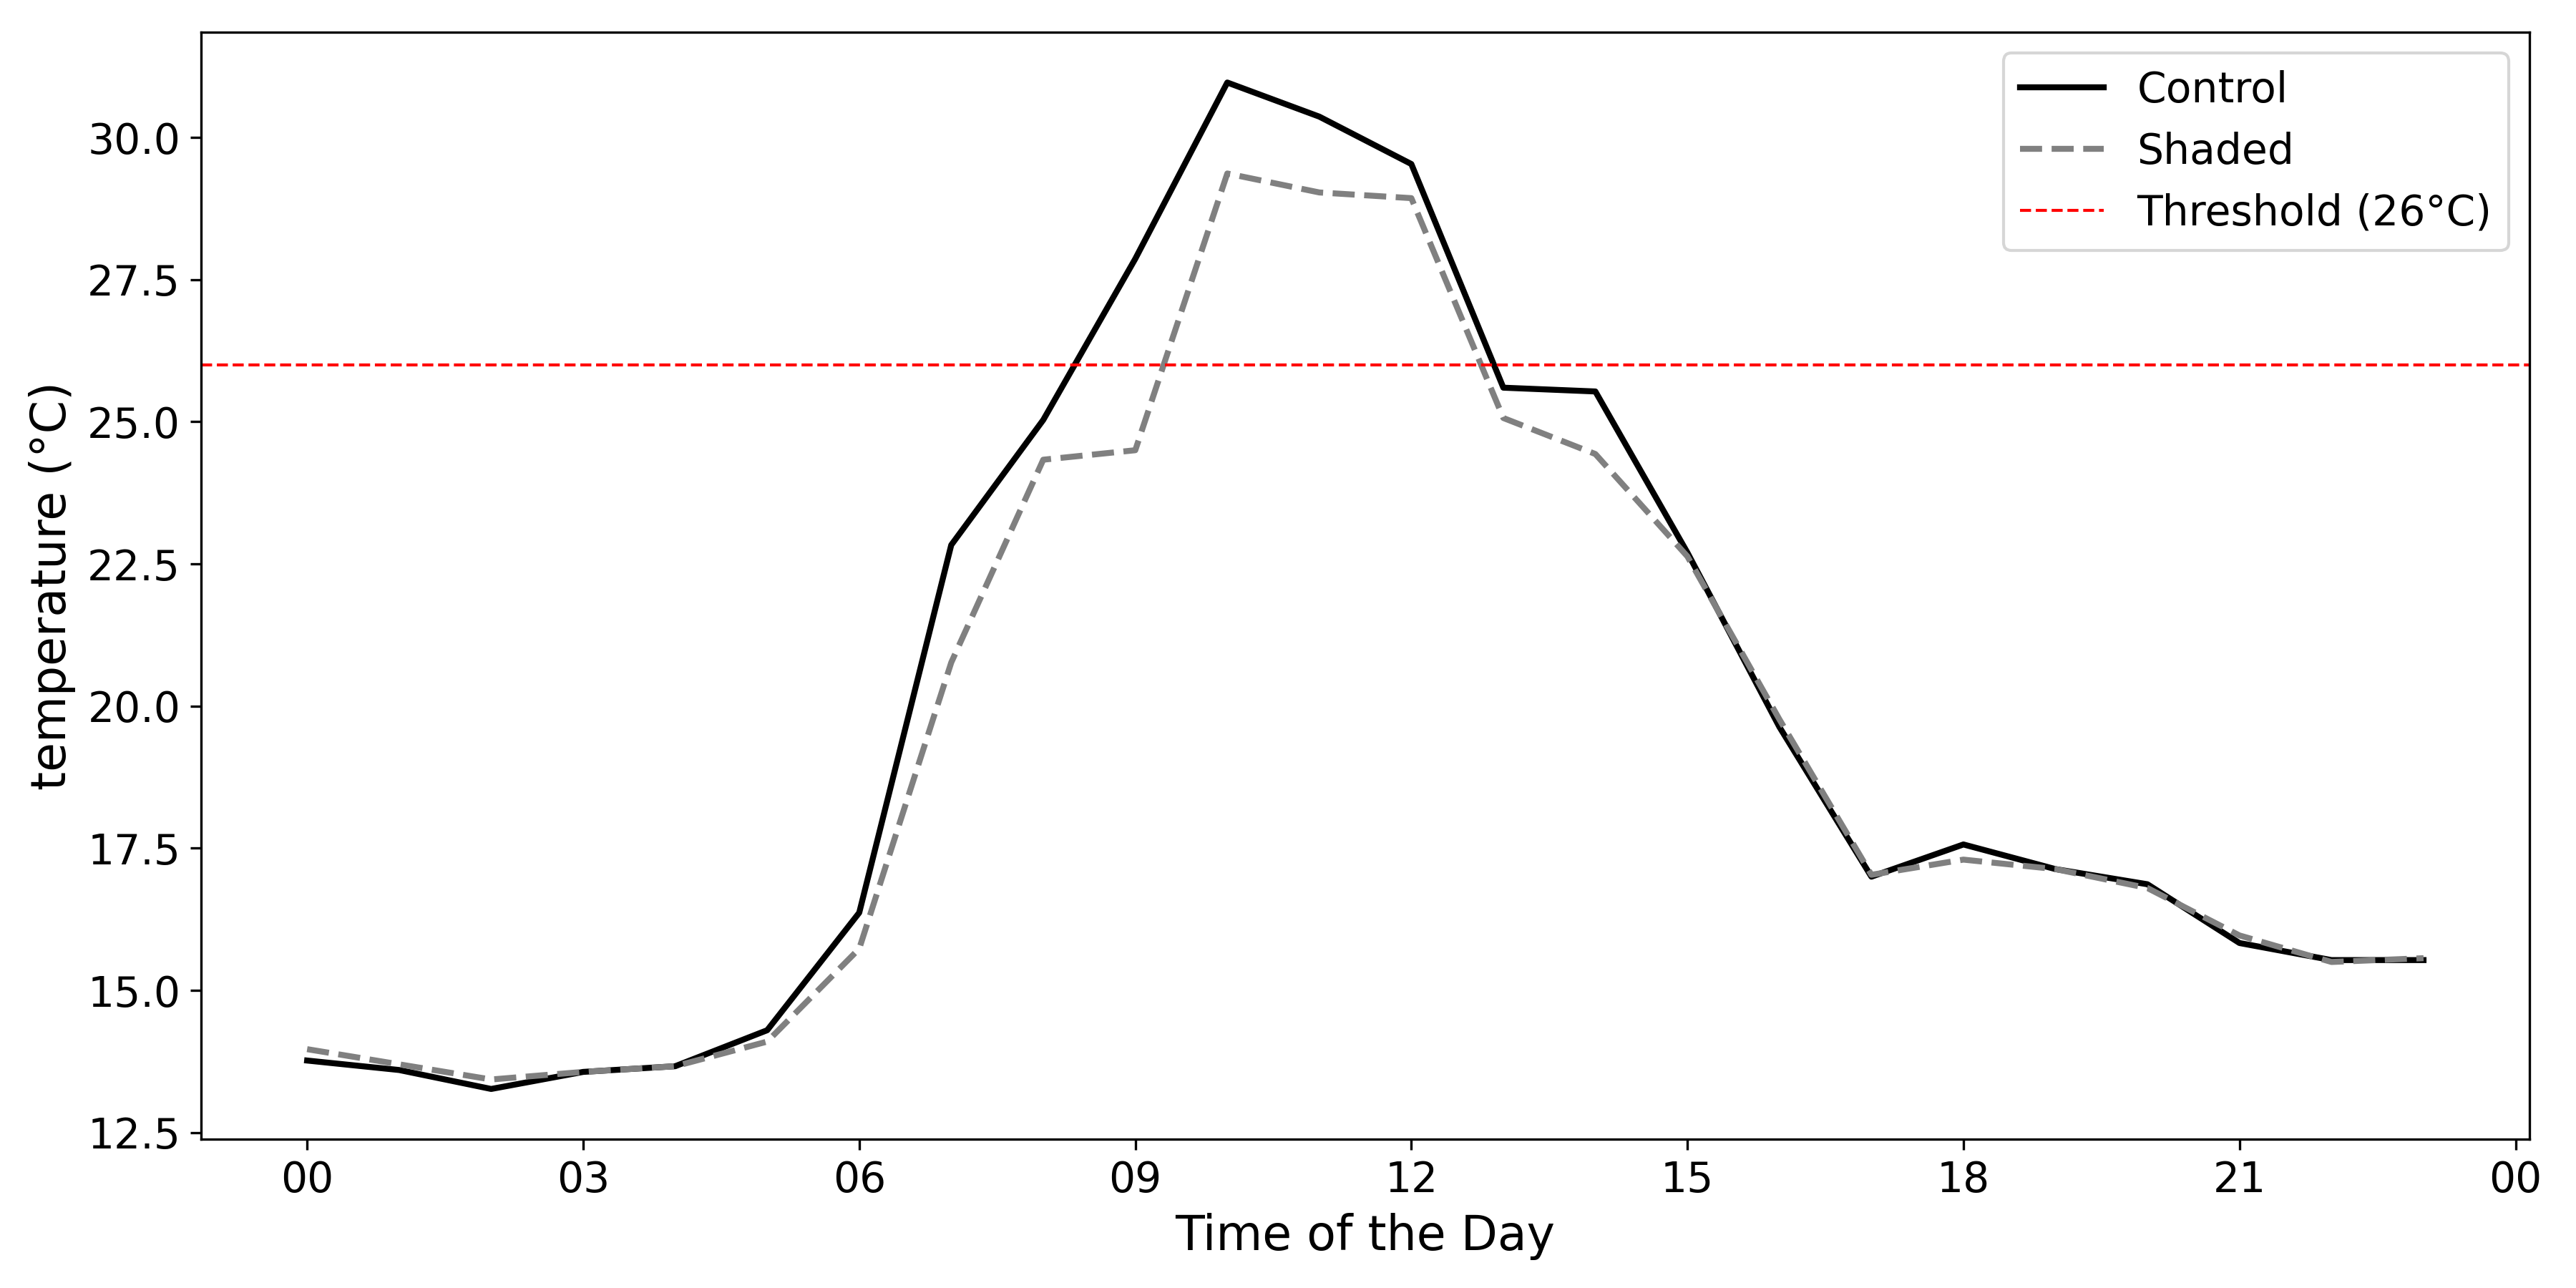 Control
Shaded
Threshold (26°C)
temperature (°C)
30.0
27.5
25.0
22.5
20.0
17.5
15.0
12.5
00 03 06 09 12 15 18 21 00
Time of the Day